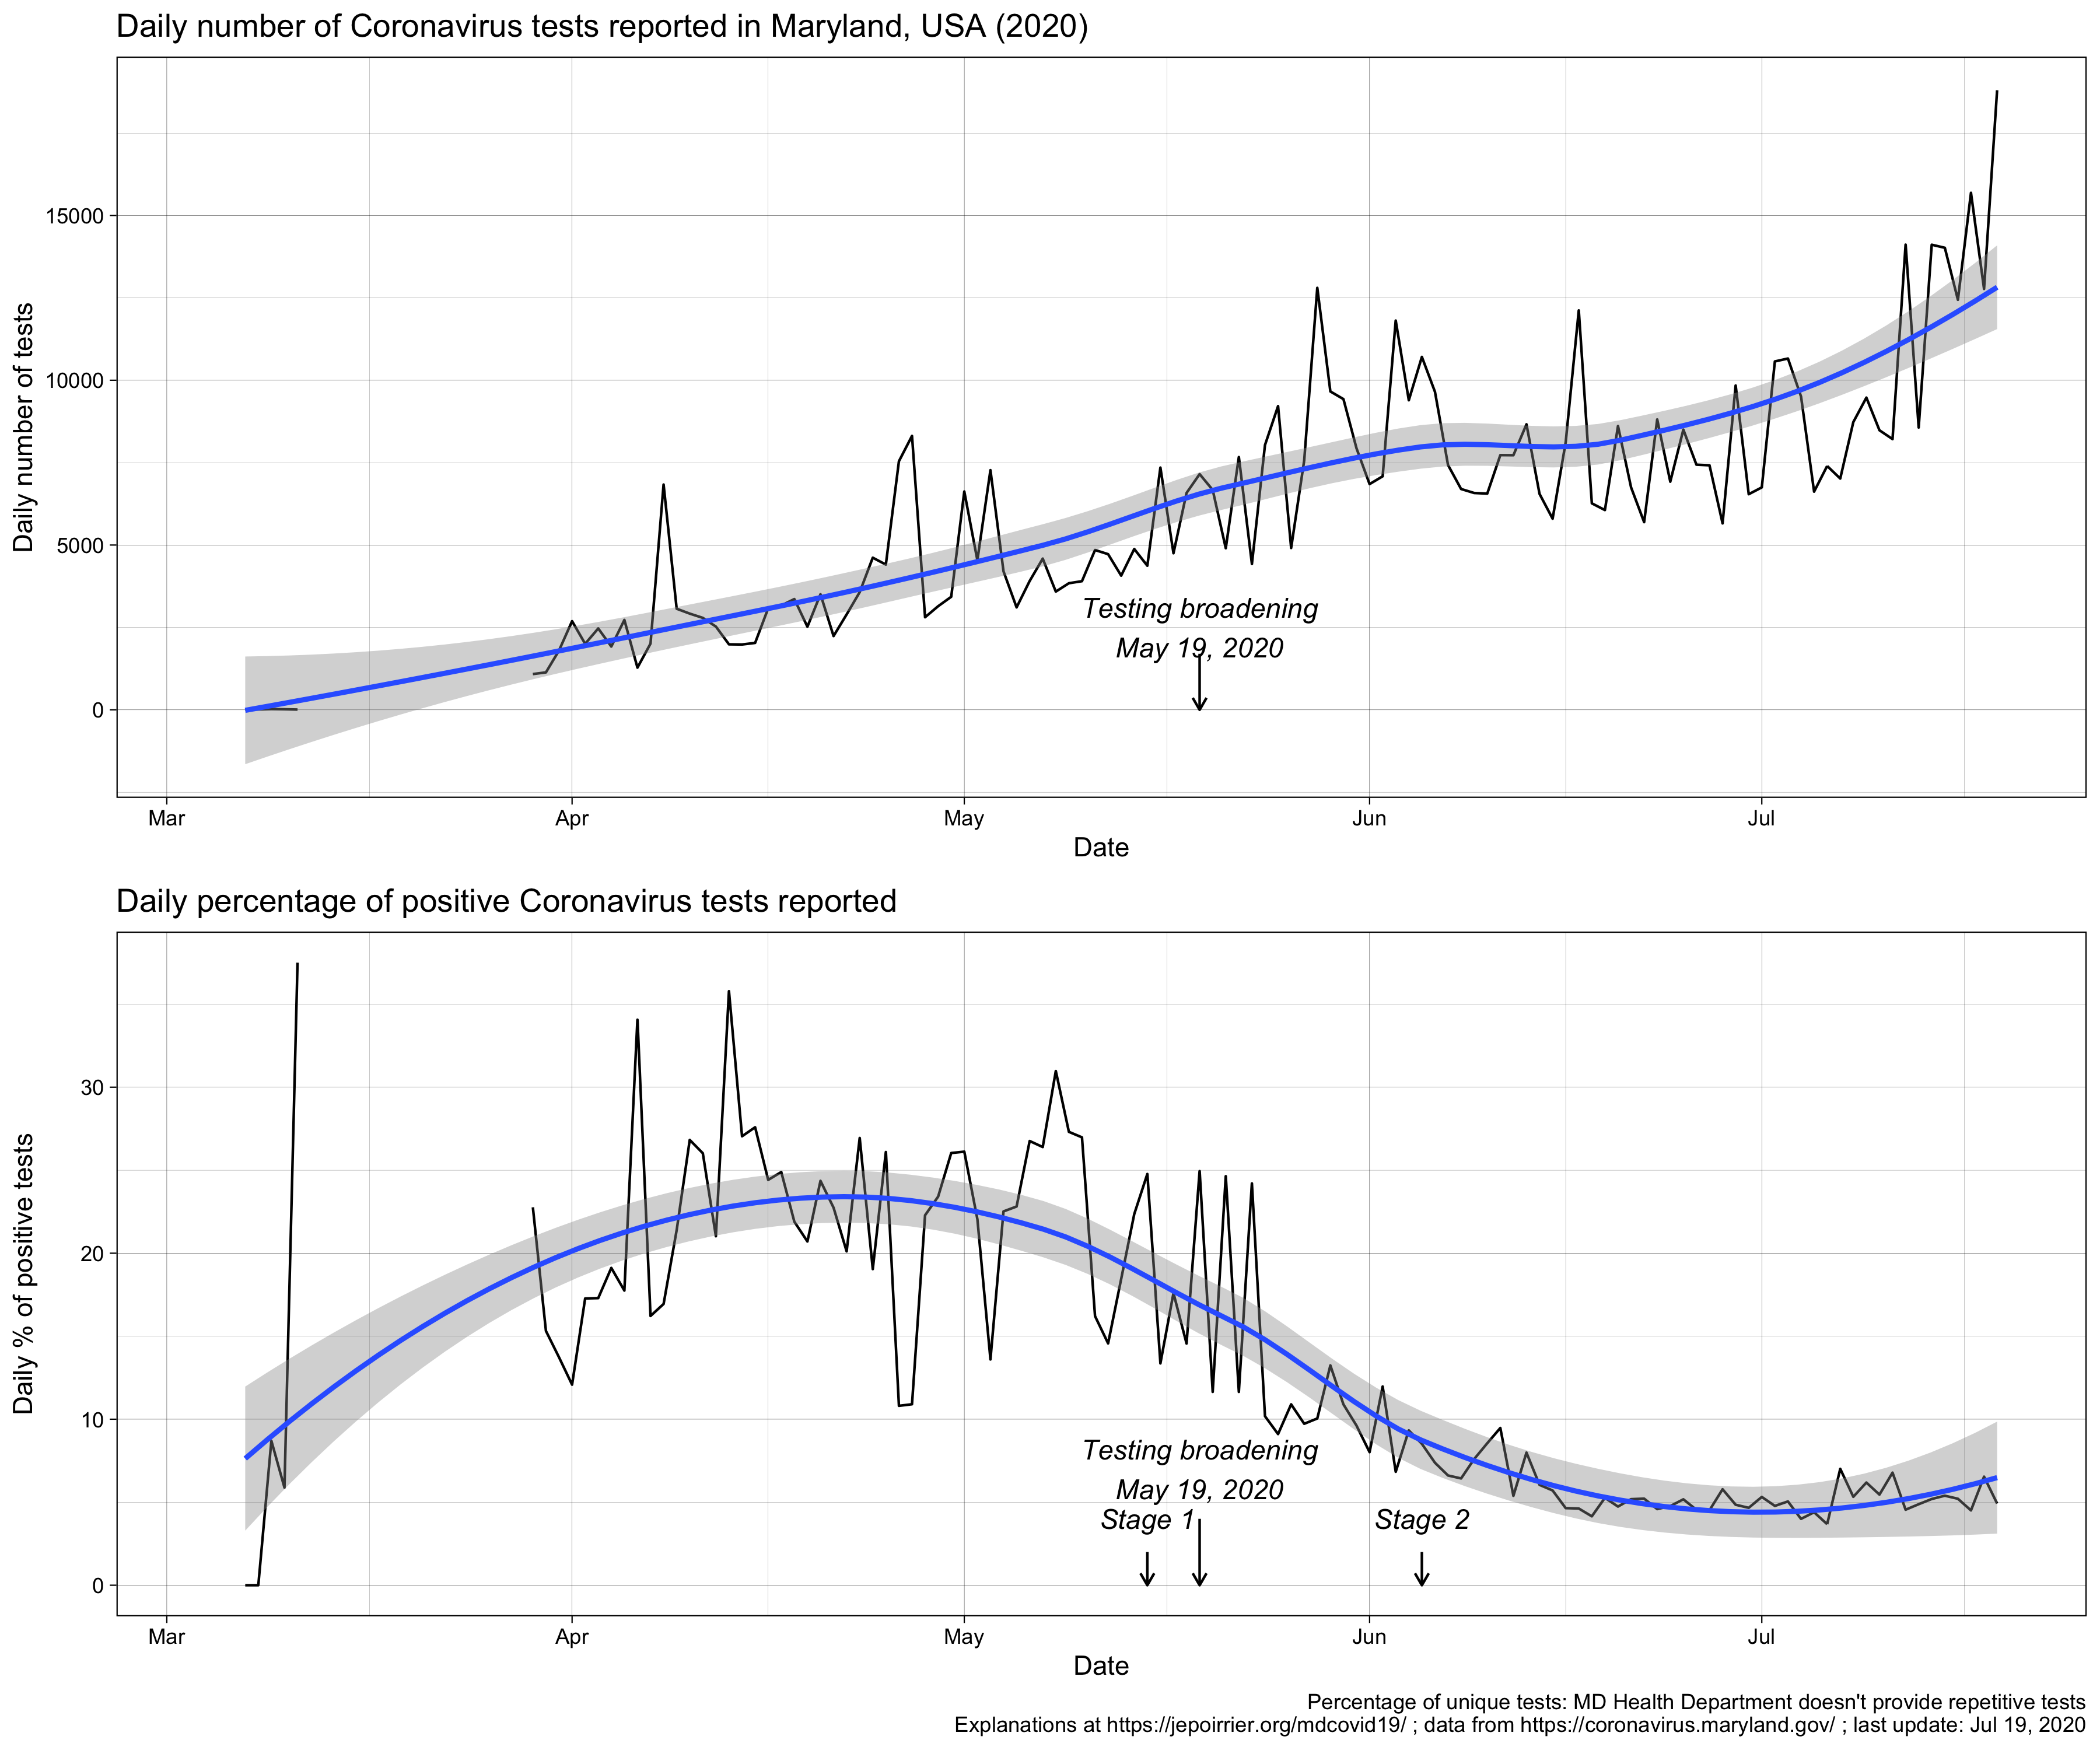 Daily number of Coronavirus tests reported in Maryland, USA (2020)
Daily number of tests
15000
10000
5000
0
Testing broadening
May 19, 2020
Mar Apr May Jun Jul
Date
Daily percentage of positive Coronavirus tests reported
Daily % of positive tests
30
20
10
0
Testing broadening
May 19, 2020
Stage 1 Stage 2
Mar Apr May Jun Jul
Date
Percentage of unique tests: MD Health Department doesn't provide repetitive tests
Explanations at https://jepoirrier.org/mdcovid19/ ; data from https://coronavirus.maryland.gov/ ; last update: Jul 19, 2020